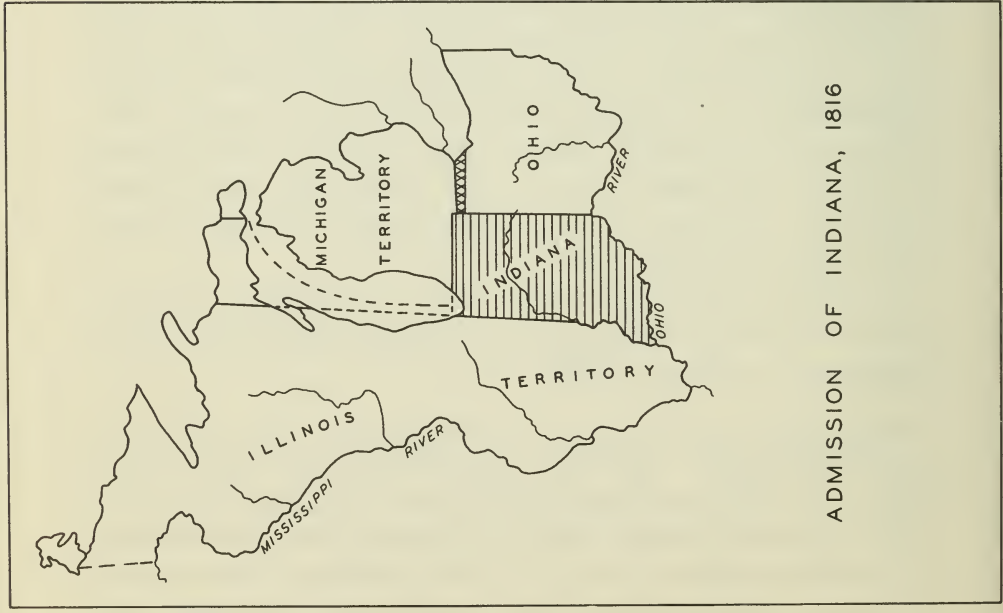 MICHIGAN
TERRITORY
OHIO
RIVER
INDIANA
OHIO
TERRITORY
ILLINOIS
RIVER
MISSISSIPPI
ADMISSION OF INDIANA, 1816